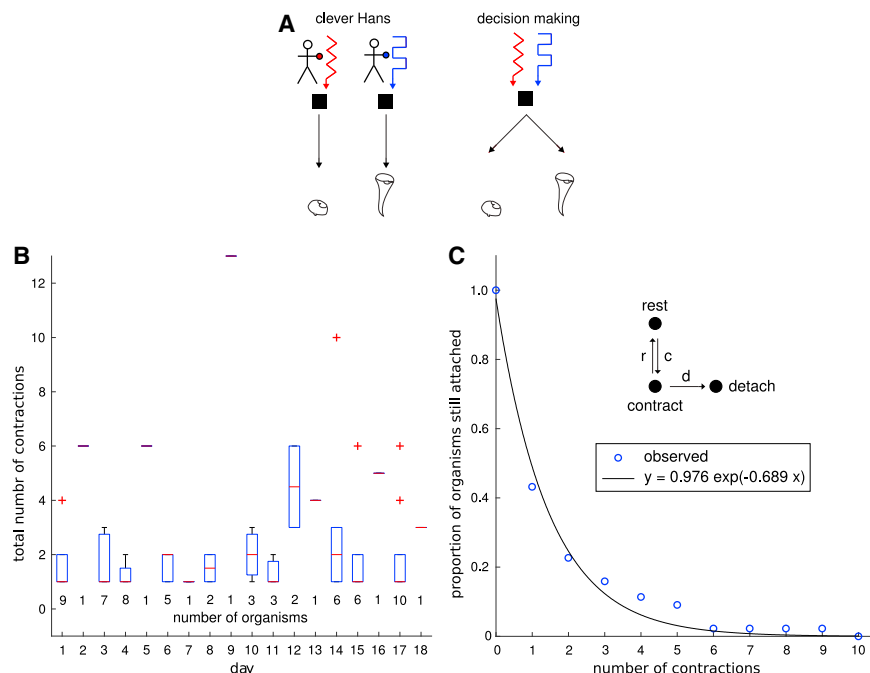 A
clever Hans
decision making
B
total numbr of contractions
12
10
8
6
4
2
0
9 1 7 8 1 5 1 2 1 3 3 2 1 6 6 1 10 1
number of organisms
1 2 3 4 5 6 7 8 9 10 11 12 13 14 15 16 17 18
day
C
proportion of organisms still attached
1.0
0.8
0.6
0.4
0.2
0
rest
r c
d
detach
contract
observed
y = 0.976 exp(-0.689 x)
0 1 2 3 4 5 6 7 8 9 10
number of contractions